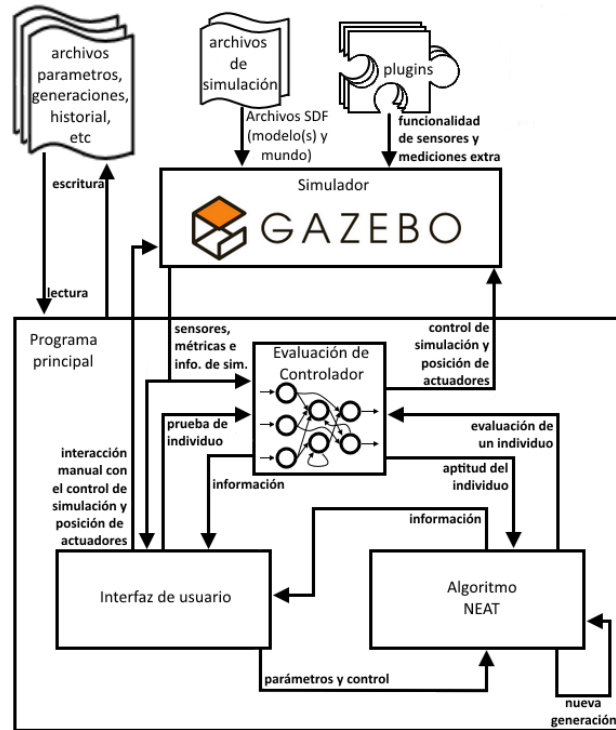 archivos
parametros,
generaciones,
historial,
etc
archivos
de
simulación
plugins
Archivos SDF
(modelo(s) y
mundo)
funcionalidad
de sensores y
mediciones extra
escritura
lectura
Simulador
GAZEBO
Programa
principal
sensores,
métricas e
info. de sim.
Evaluación de
Controlador
control de
simulación y
posición de
actuadores
prueba de
individuo
evaluación de
un individuo
interacción
manual con
el control de
simulación y
posición de
actuadores
información
aptitud del
individuo
información
Interfaz de usuario
Algoritmo
NEAT
parámetros y control
nueva
generación